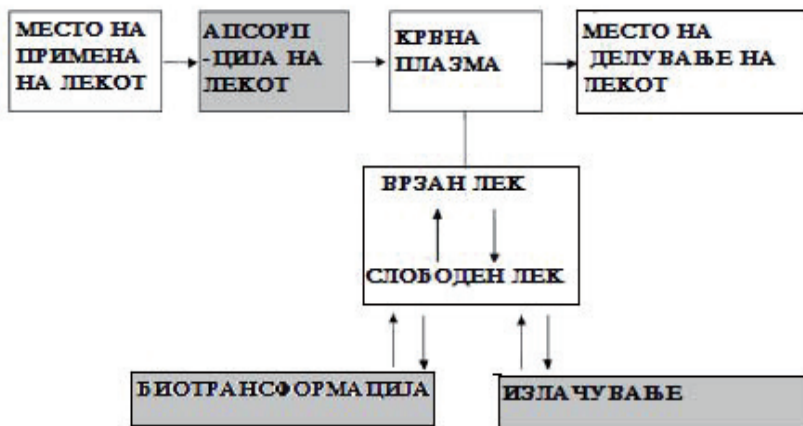 МЕСТО НА
ПРИМЕНА
НА ЛЕКОТ
АПСОРП
-ЦИЈА НА
ЛЕКОТ
КРВНА
ПЛАЗМА
МЕСТО НА
ДЕЛУВАЊЕ НА
ЛЕКОТ
ВРЗАН ЛЕК
СЛОБОДЕН ЛЕК
БИОТРАНСФОРМАЦИЈА
ИЗЛАЧУВАЊЕ